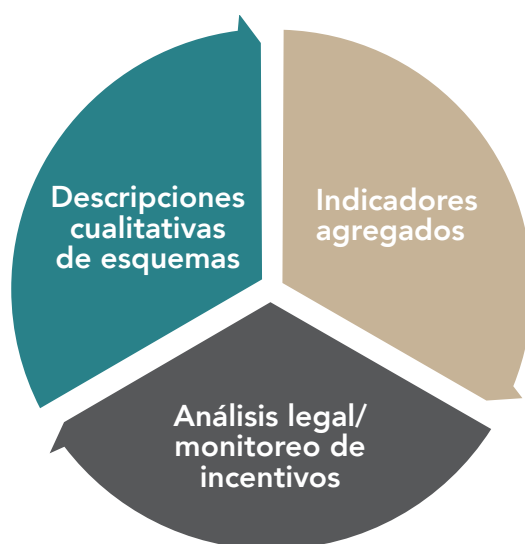 Descripciones
cualitativas
de esquemas
Indicadores
agregados
Análisis legal/
monitoreo de
incentivos